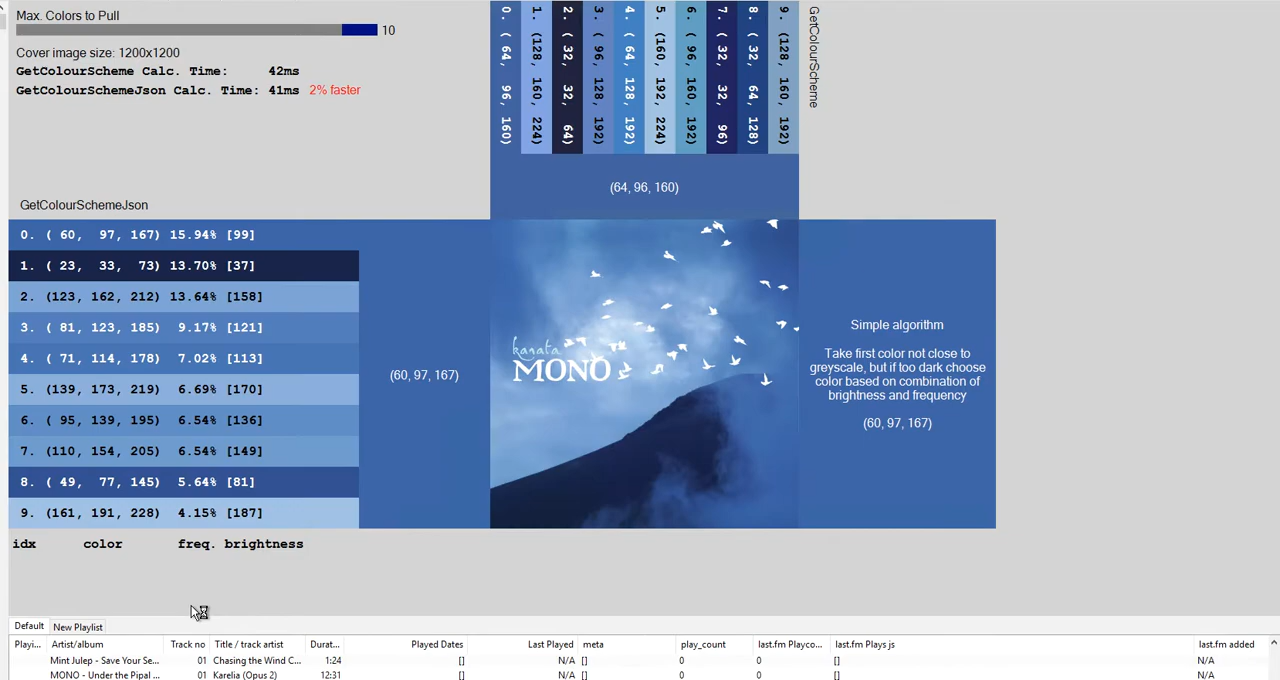 Max. Colors to Pull
10
Cover image size: 1200x1200
GetColourScheme Calc. Time: 42ms
GetColourSchemeJson Calc. Time: 41ms 2% faster
0. ( 64, 96, 160)
1. (128, 160, 224)
2. ( 32, 32, 64)
3. ( 96, 128, 192)
4. ( 64, 128, 192)
5. (160, 192, 224)
6. ( 96, 160, 192)
7. ( 32, 32, 96)
8. ( 32, 64, 128)
9. (128, 160, 192)
GetColourScheme
(64, 96, 160)
GetColourSchemeJson
0. ( 60, 97, 167) 15.94% [99]
1. ( 23, 33, 73) 13.70% [37]
2. (123, 162, 212) 13.64% [158]
3. ( 81, 123, 185) 9.17% [121]
4. ( 71, 114, 178) 7.02% [113]
5. (139, 173, 219) 6.69% [170]
6. ( 95, 139, 195) 6.54% [136]
7. (110, 154, 205) 6.54% [149]
8. ( 49, 77, 145) 5.64% [81]
9. (161, 191, 228) 4.15% [187]
idx color freq. brightness
(60, 97, 167)
kanata
MONO
Simple algorithm
Take first color not close to
greyscale, but if too dark choose
color based on combination of
brightness and frequency
(60, 97, 167)
Default New Playlist
Playi... Artist/album Track no Title / track artist Durat... Played Dates Last Played meta play_count last.fm Playco... last.fm Plays js last.fm added
Mint Julep - Save Your Se... 01 Chasing the Wind C... 1:24 [] N/A [] 0 0 [] N/A
MONO - Under the Pipal ... 01 Karelia (Opus 2) 12:31 [] N/A [] 0 0 [] N/A